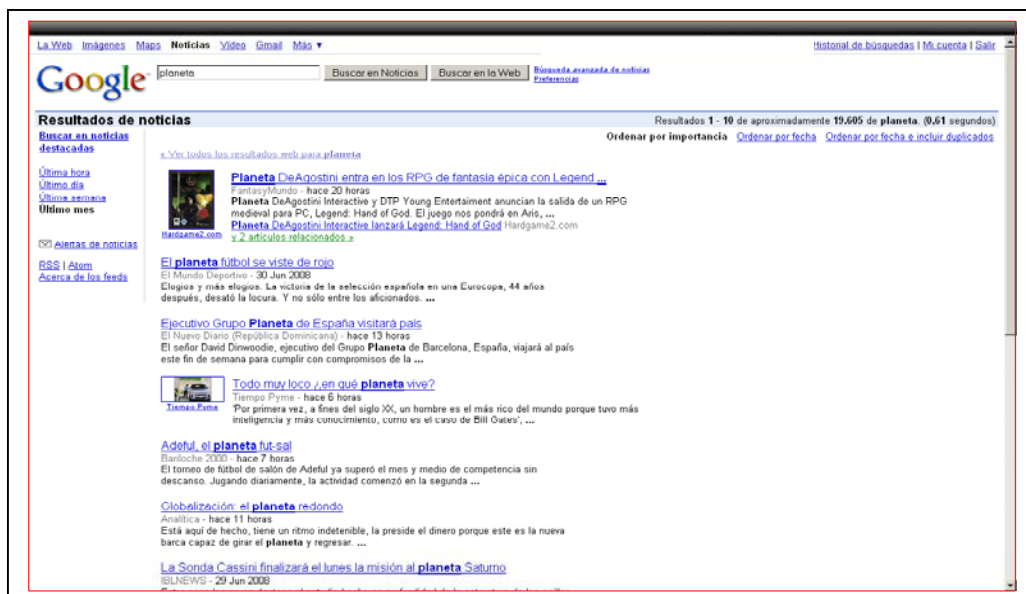 La Web Imágenes Maps Noticias Vídeo Gmail Más ▼
Historial de búsquedas | Mi cuenta | Salir
Google
planeta
Buscar en Noticias Buscar en la Web
Búsqueda avanzada de noticias
Preferencias
Resultados de noticias
Resultados 1 - 10 de aproximadamente 19.605 de planeta. (0,61 segundos)
Buscar en noticias
destacadas
Última hora
Último día
Última semana
Último mes
Alertas de noticias
RSS | Atom
Acerca de los feeds
Ordenar por importancia Ordenar por fecha Ordenar por fecha e incluir duplicados
« Ver todos los resultados web para planeta
Hardgame2.com
Planeta DeAgostini entra en los RPG de fantasía épica con Legend ...
FantasyMundo - hace 20 horas
Planeta DeAgostini Interactive y DTP Young Entertaiment anuncian la salida de un RPG
medieval para PC, Legend: Hand of God. El juego nos pondrá en Aris, ...
Planeta DeAgostini Interactive lanzará Legend: Hand of God Hardgame2.com
y 2 artículos relacionados »
El planeta fútbol se viste de rojo
El Mundo Deportivo - 30 Jun 2008
Elogios y más elogios. La victoria de la selección española en una Eurocopa, 44 años
después, desató la locura. Y no sólo entre los aficionados. ...
Ejecutivo Grupo Planeta de España visitará país
El Nuevo Diario (República Dominicana) - hace 13 horas
El señor David Dinwoodie, ejecutivo del Grupo Planeta de Barcelona, España, viajará al país
este fin de semana para cumplir con compromisos de la ...
Tiempo Pyme
Todo muy loco ¿en qué planeta vive?
Tiempo Pyme - hace 6 horas
'Por primera vez, a fines del siglo XX, un hombre es el más rico del mundo porque tuvo más
inteligencia y más conocimiento, como es el caso de Bill Gates', ...
Adeful, el planeta fut-sal
Bariloche 2000 - hace 7 horas
El torneo de fútbol de salón de Adeful ya superó el mes y medio de competencia sin
descanso. Jugando diariamente, la actividad comenzó en la segunda ...
Globalización: el planeta redondo
Analítica - hace 11 horas
Está aquí de hecho, tiene un ritmo indetenible, la preside el dinero porque este es la nueva
barca capaz de girar el planeta y regresar. ...
La Sonda Cassini finalizará el lunes la misión al planeta Saturno
IBLNEWS - 29 Jun 2008